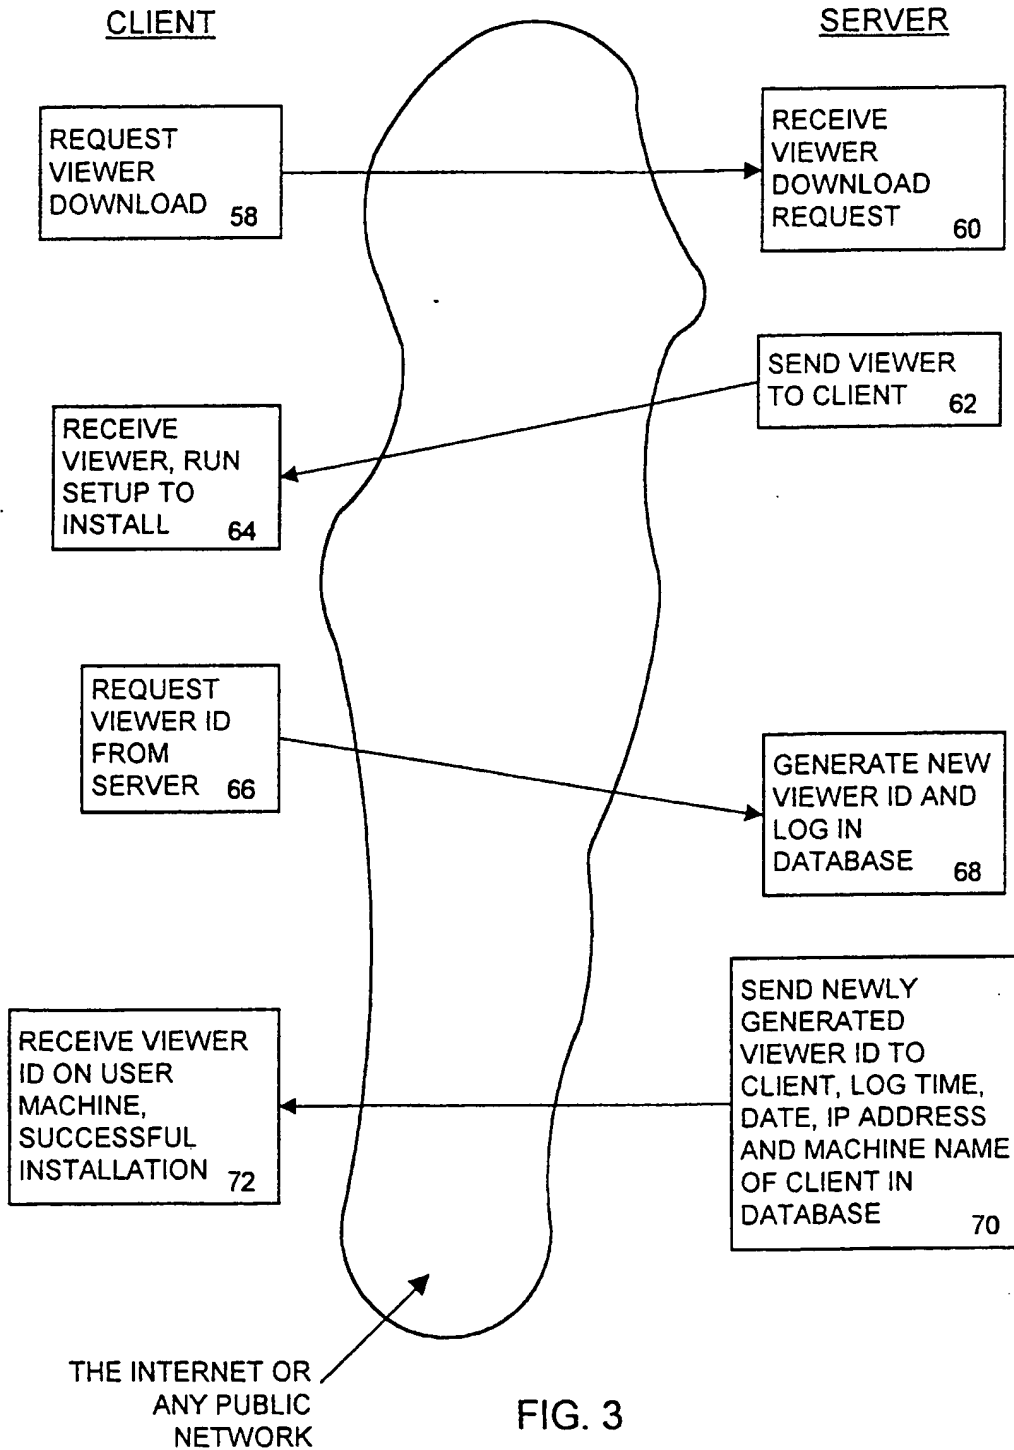 CLIENT
SERVER
REQUEST
VIEWER
DOWNLOAD 58
RECEIVE
VIEWER
DOWNLOAD
REQUEST 60
SEND VIEWER
TO CLIENT 62
RECEIVE
VIEWER, RUN
SETUP TO
INSTALL 64
REQUEST
VIEWER ID
FROM
SERVER 66
GENERATE NEW
VIEWER ID AND
LOG IN
DATABASE 68
SEND NEWLY
GENERATED
VIEWER ID TO
CLIENT, LOG TIME,
DATE, IP ADDRESS
AND MACHINE NAME
OF CLIENT IN
DATABASE 70
RECEIVE VIEWER
ID ON USER
MACHINE,
SUCCESSFUL
INSTALLATION 72
THE INTERNET OR
ANY PUBLIC
NETWORK
FIG. 3